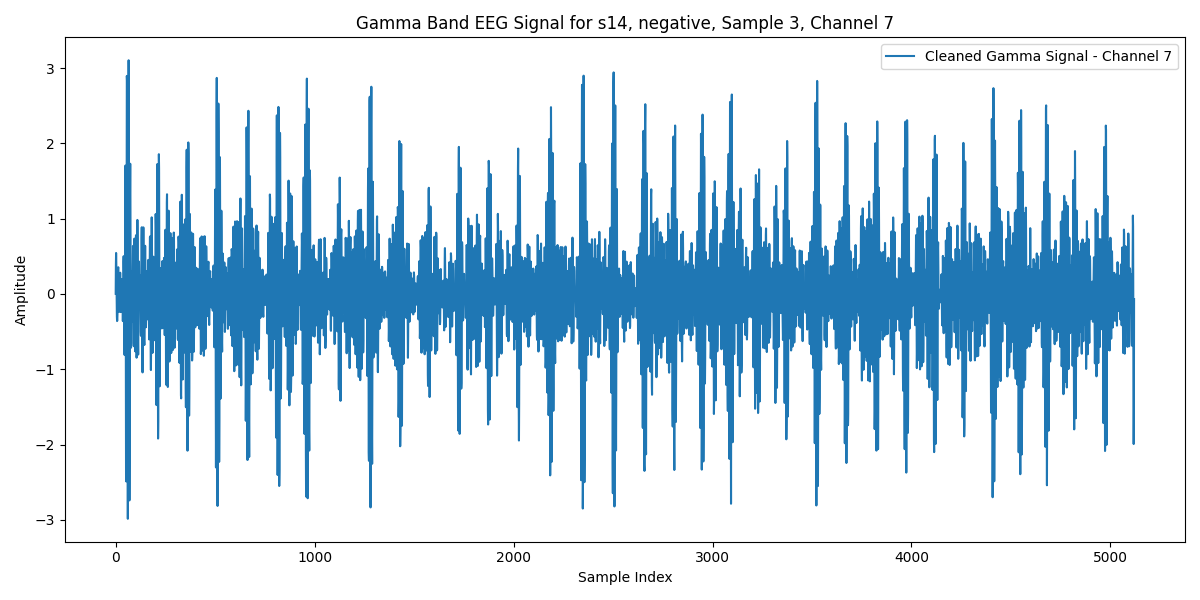 Gamma Band EEG Signal for s14, negative, Sample 3, Channel 7
Cleaned Gamma Signal - Channel 7
3
2
1
0
−1
−2
−3
Amplitude
0 1000 2000 3000 4000 5000
Sample Index